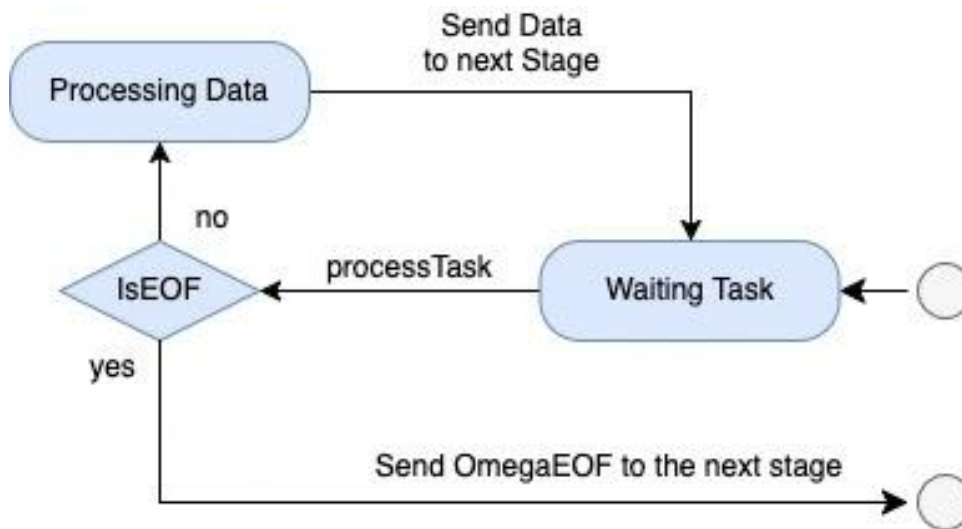 Send Data
to next Stage
Processing Data
no
processTask
IsEOF
Waiting Task
yes
Send OmegaEOF to the next stage